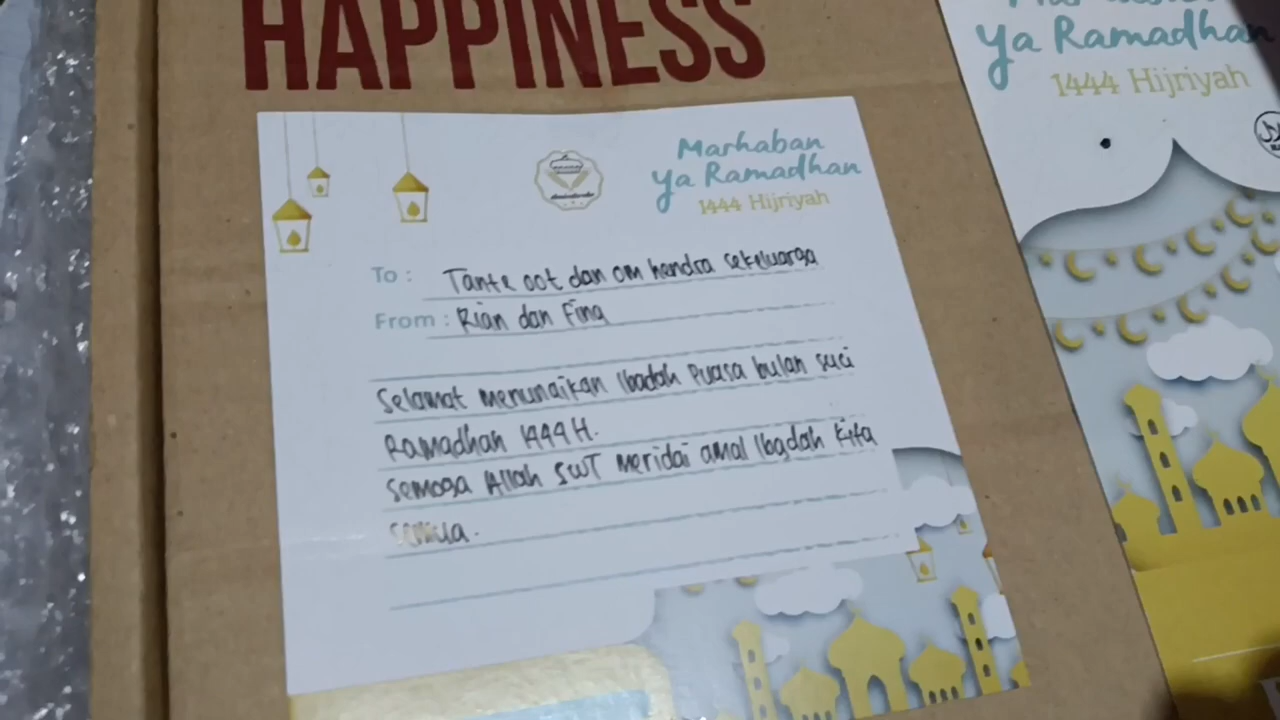 HAPPINESS
Marhaban
ya Ramadhan
1444 Hijriyah
To : Tante oot dan om hendra sekeluarga
From : Rian dan Fina
Selamat menunaikan Ibadah Puasa bulan suci
Ramadhan 1444 H.
Semoga Allah SWT Meridai amal Ibadah kita
semua.
ya Ramadhan
1444 Hijriyah